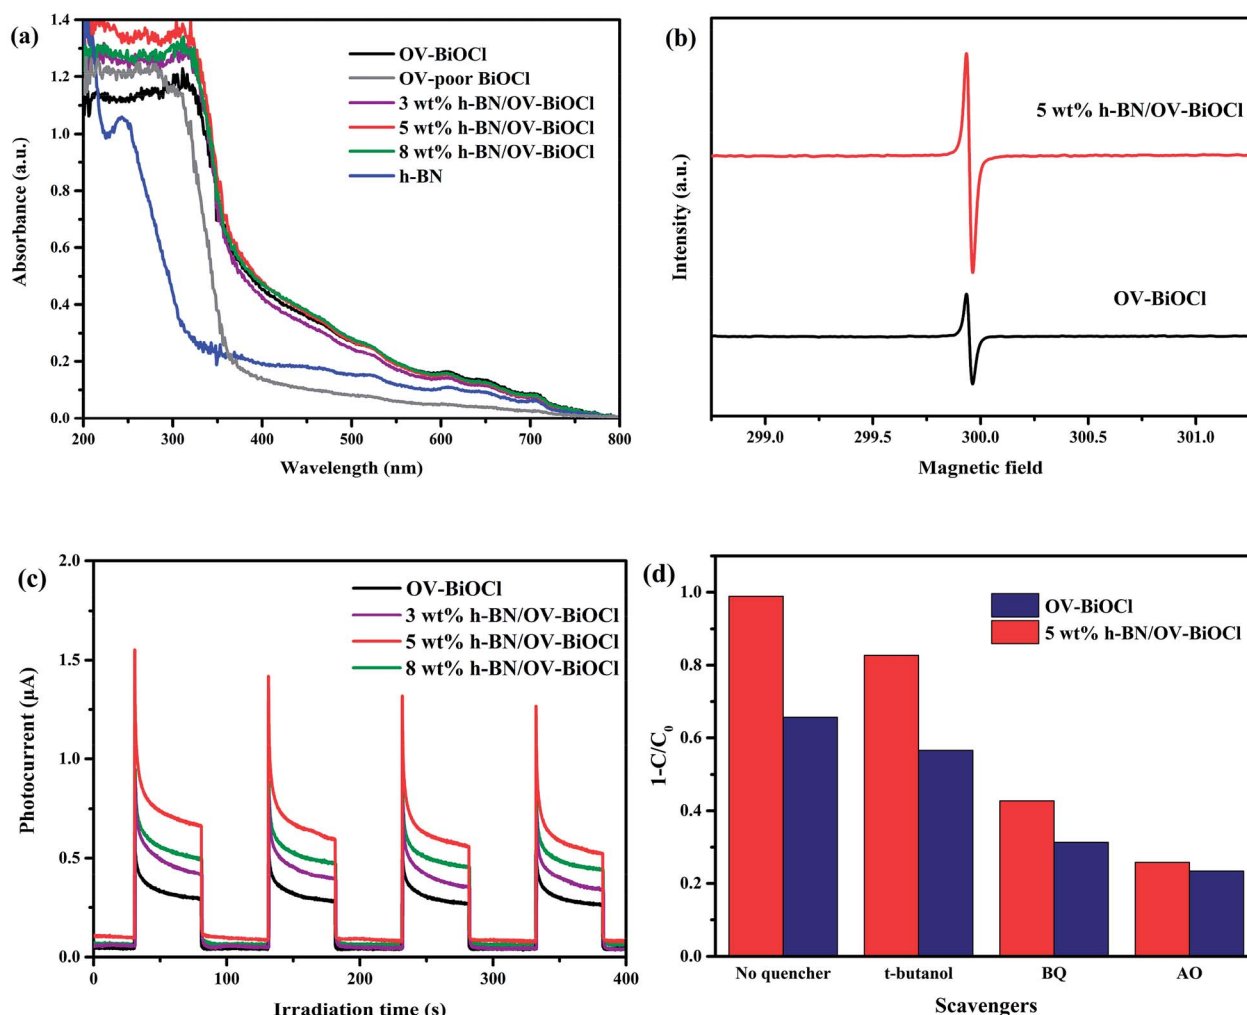 (a)
1.4
1.2
1.0
0.8
0.6
0.4
0.2
0.0
Absorbance (a.u.)
OV-BiOCl
OV-poor BiOCl
3 wt% h-BN/OV-BiOCl
5 wt% h-BN/OV-BiOCl
8 wt% h-BN/OV-BiOCl
h-BN
200 300 400 500 600 700 800
Wavelength (nm)
(b)
Intensity (a.u.)
5 wt% h-BN/OV-BiOCl
OV-BiOCl
299.0 299.5 300.0 300.5 301.0
Magnetic field
(c)
2.0
1.5
1.0
0.5
0.0
Photocurrent (μA)
OV-BiOCl
3 wt% h-BN/OV-BiOCl
5 wt% h-BN/OV-BiOCl
8 wt% h-BN/OV-BiOCl
0 100 200 300 400
Irradiation time (s)
(d)
1.0
0.8
0.6
0.4
0.2
0.0
1-C/C₀
OV-BiOCl
5 wt% h-BN/OV-BiOCl
No quencher t-butanol BQ AO
Scavengers